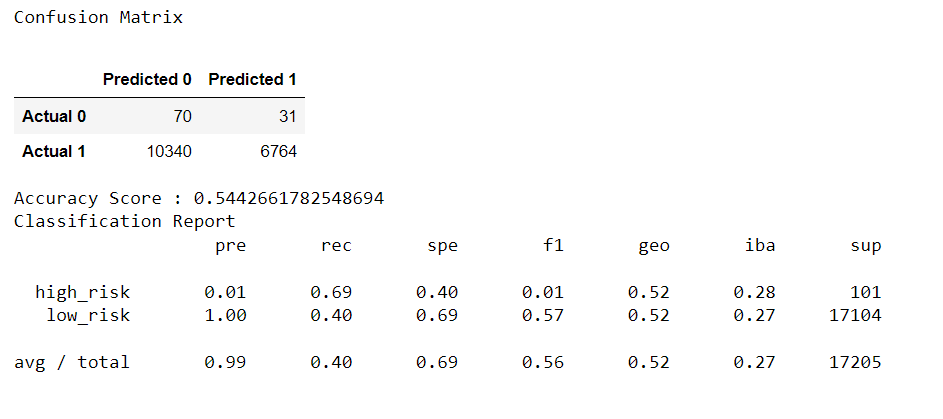 Confusion Matrix
Predicted 0 Predicted 1
Actual 0 70 31
Actual 1 10340 6764
Accuracy Score : 0.5442661782548694
Classification Report
pre rec spe f1 geo iba sup
high_risk 0.01 0.69 0.40 0.01 0.52 0.28 101
low_risk 1.00 0.40 0.69 0.57 0.52 0.27 17104
avg / total 0.99 0.40 0.69 0.56 0.52 0.27 17205